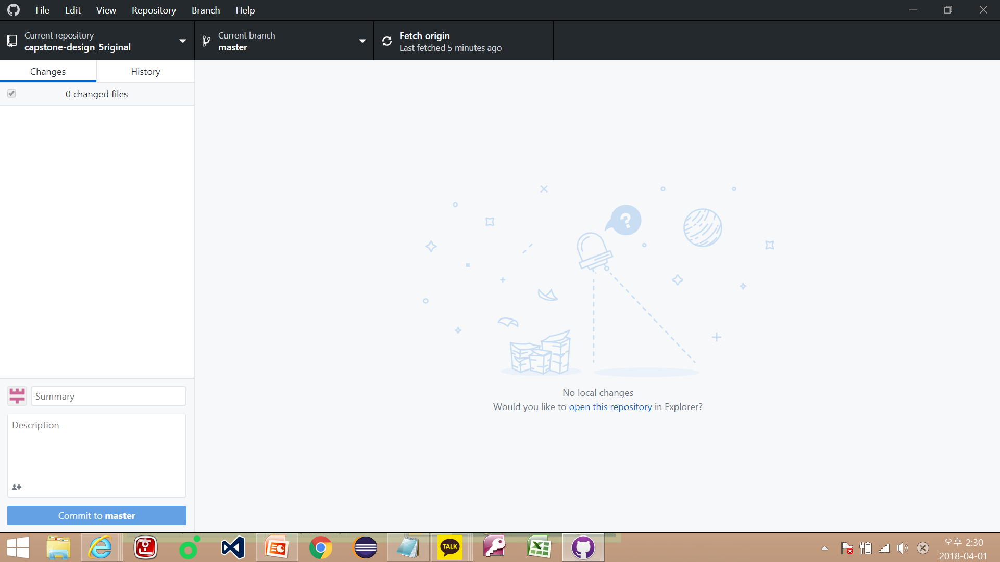 File Edit View Repository Branch Help
Current repository
capstone-design_5riginal
Current branch
master
Fetch origin
Last fetched 5 minutes ago
Changes
History
0 changed files
?
No local changes
Would you like to open this repository in Explorer?
Summary
Description
Commit to master
TALK
오후 2:30
2018-04-01